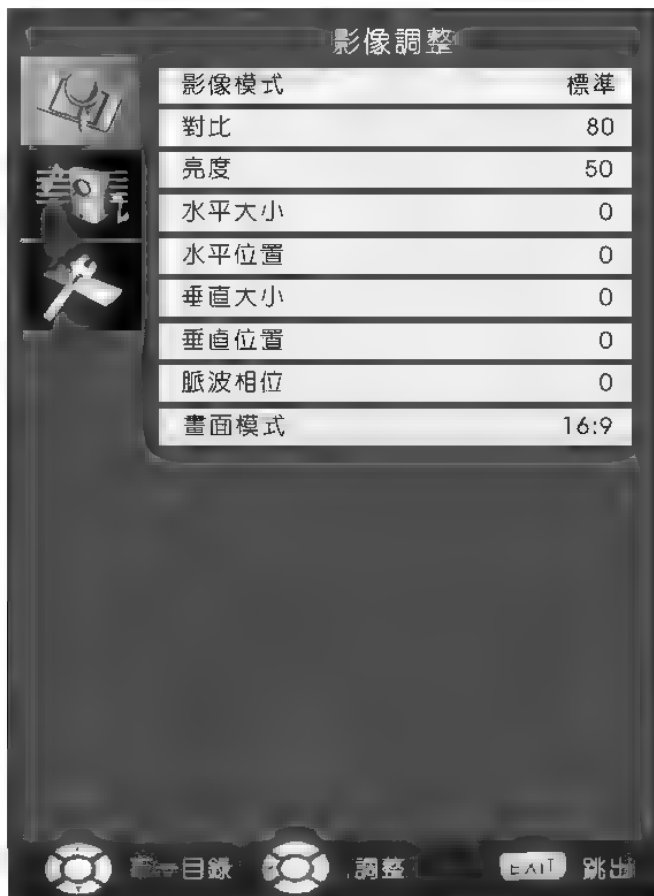 影像調整
影像模式 標準
對比 80
亮度 50
水平大小 0
水平位置 0
垂直大小 0
垂直位置 0
脈波相位 0
畫面模式 16:9
目錄 調整 EXIT 跳出